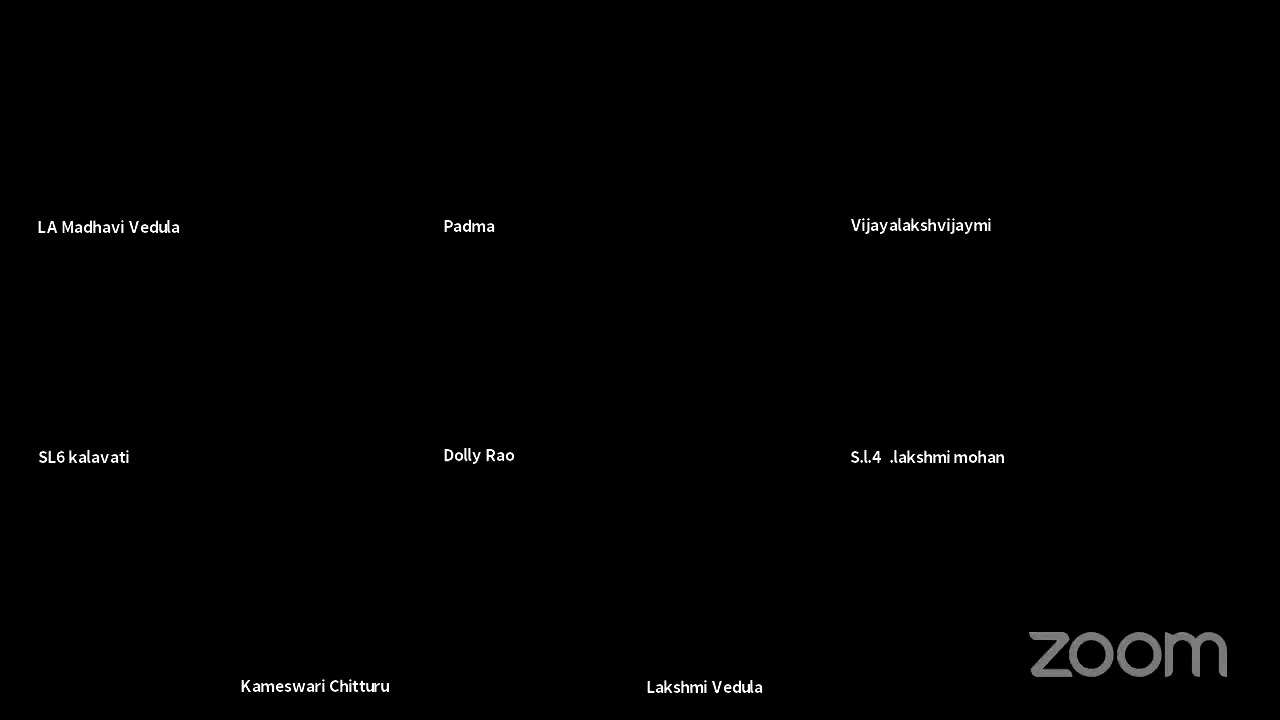 LA Madhavi Vedula
Padma
Vijayalakshvijaymi
SL6 kalavati
Dolly Rao
S.l.4 .lakshmi mohan
Kameswari Chitturu
Lakshmi Vedula
zoom